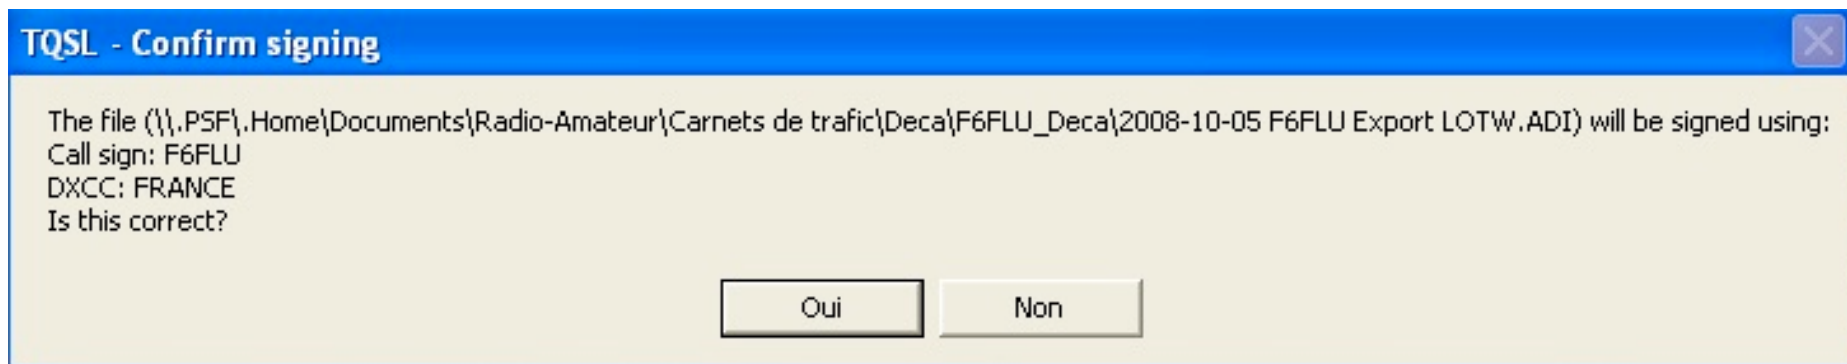 TQSL - Confirm signing
The file (\\.PSF\.Home\Documents\Radio-Amateur\Carnets de trafic\Deca\F6FLU_Deca\2008-10-05 F6FLU Export LOTW.ADI) will be signed using:
Call sign: F6FLU
DXCC: FRANCE
Is this correct?
Oui Non